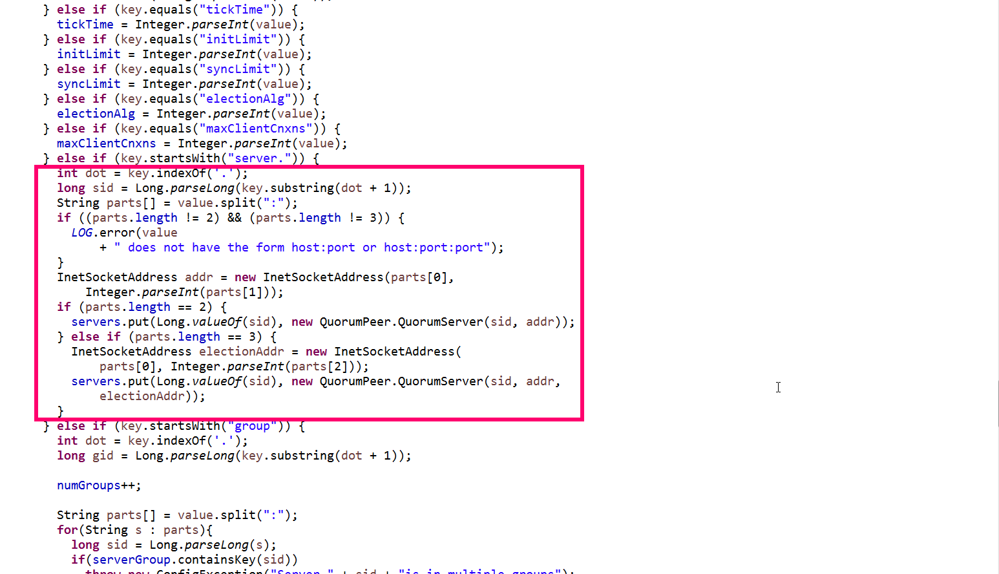 } else if (key.equals("tickTime")) {
tickTime = Integer.parseInt(value);
} else if (key.equals("initLimit")) {
initLimit = Integer.parseInt(value);
} else if (key.equals("syncLimit")) {
syncLimit = Integer.parseInt(value);
} else if (key.equals("electionAlg")) {
electionAlg = Integer.parseInt(value);
} else if (key.equals("maxClientCnxns")) {
maxClientCnxns = Integer.parseInt(value);
} else if (key.startsWith("server.")) {
int dot = key.indexOf('.');
long sid = Long.parseLong(key.substring(dot + 1));
String parts[] = value.split(":");
if ((parts.length != 2) && (parts.length != 3)) {
LOG.error(value
+ " does not have the form host:port or host:port:port");
}
InetSocketAddress addr = new InetSocketAddress(parts[0],
Integer.parseInt(parts[1]));
if (parts.length == 2) {
servers.put(Long.valueOf(sid), new QuorumPeer.QuorumServer(sid, addr));
} else if (parts.length == 3) {
InetSocketAddress electionAddr = new InetSocketAddress(
parts[0], Integer.parseInt(parts[2]));
servers.put(Long.valueOf(sid), new QuorumPeer.QuorumServer(sid, addr,
electionAddr));
}
} else if (key.startsWith("group")) {
int dot = key.indexOf('.');
long gid = Long.parseLong(key.substring(dot + 1));
numGroups++;
String parts[] = value.split(":");
for(String s : parts){
long sid = Long.parseLong(s);
if(serverGroup.containsKey(sid))
throw new ConfigException("Server " + sid + "is in multiple groups");